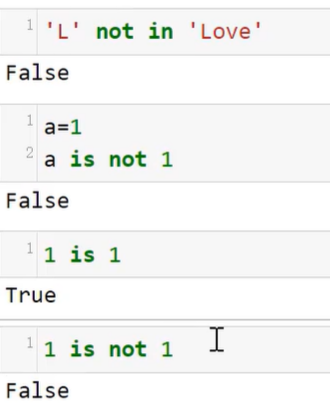 1 'L' not in 'Love'
False
1 a=1
2 a is not 1
False
1 1 is 1
True
1 1 is not 1
False